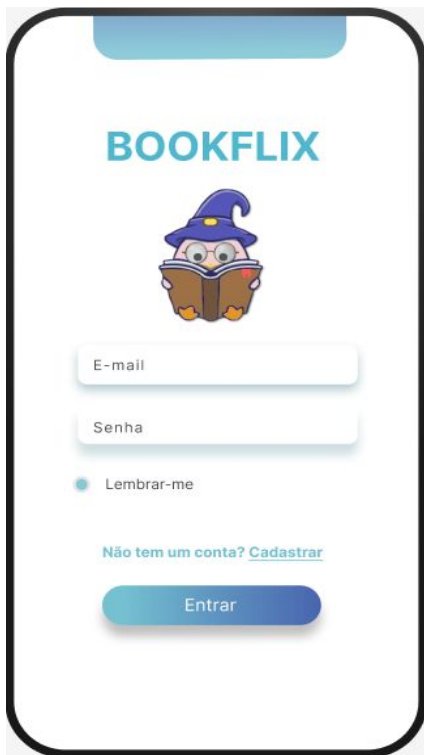 BOOKFLIX
E-mail
Senha
Lembrar-me
Não tem um conta? Cadastrar
Entrar